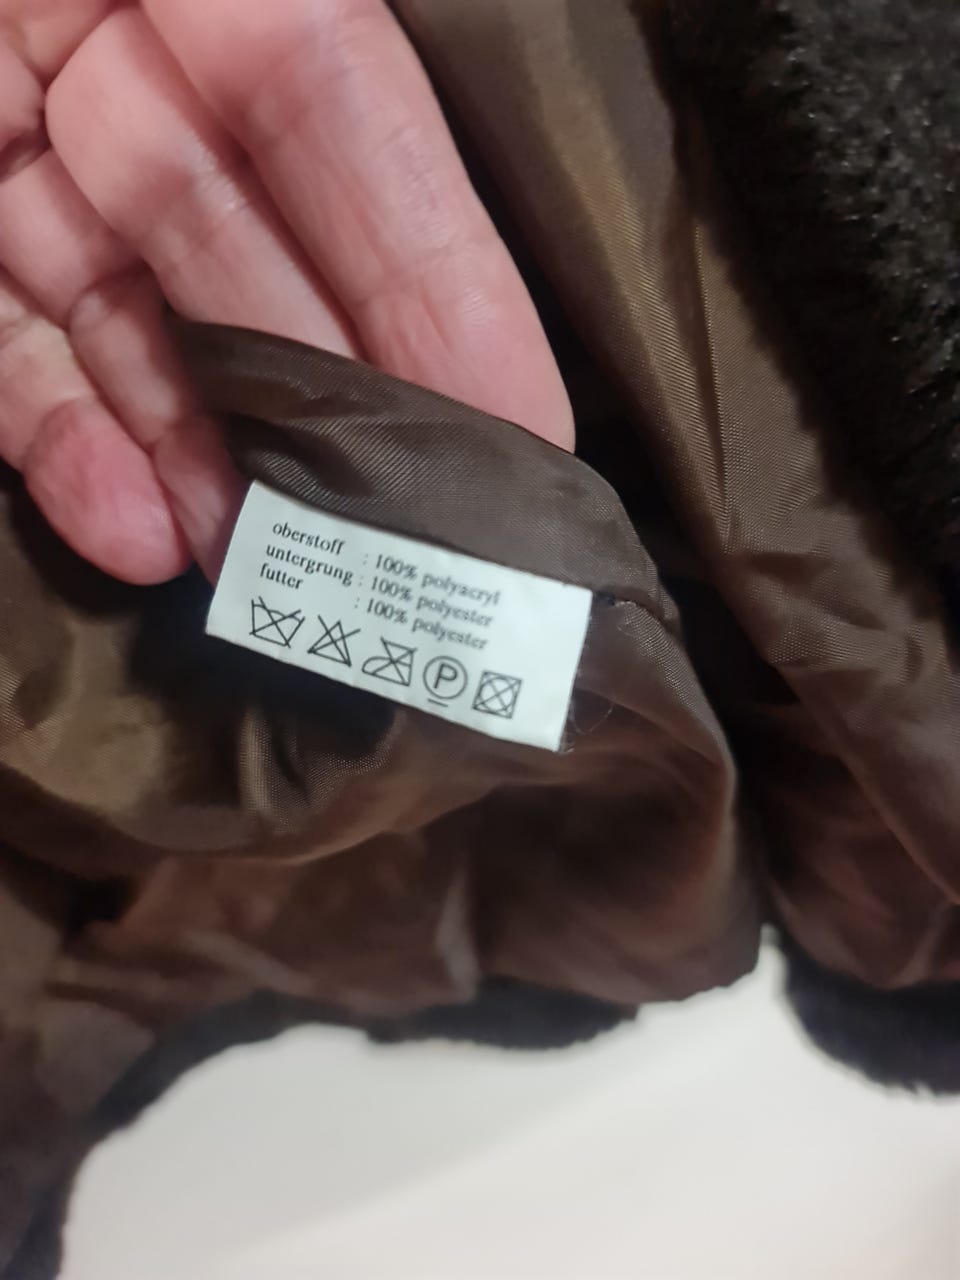 oberstoff : 100% polyacryl
untergrung : 100% polyester
futter : 100% polyester
P